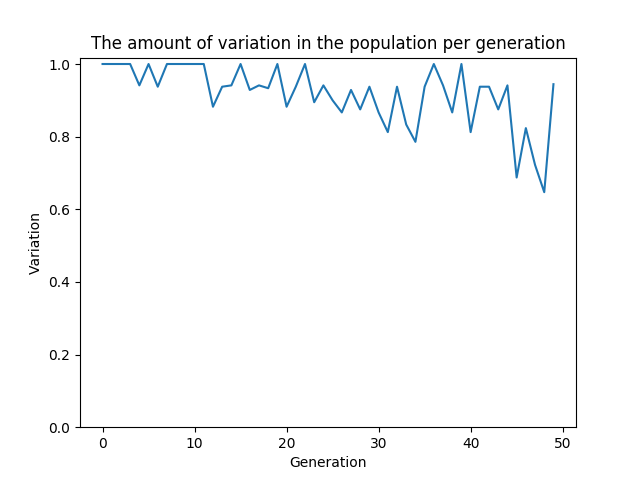 The amount of variation in the population per generation
1.0
0.8
0.6
0.4
0.2
0.0
Variation
0 10 20 30 40 50
Generation